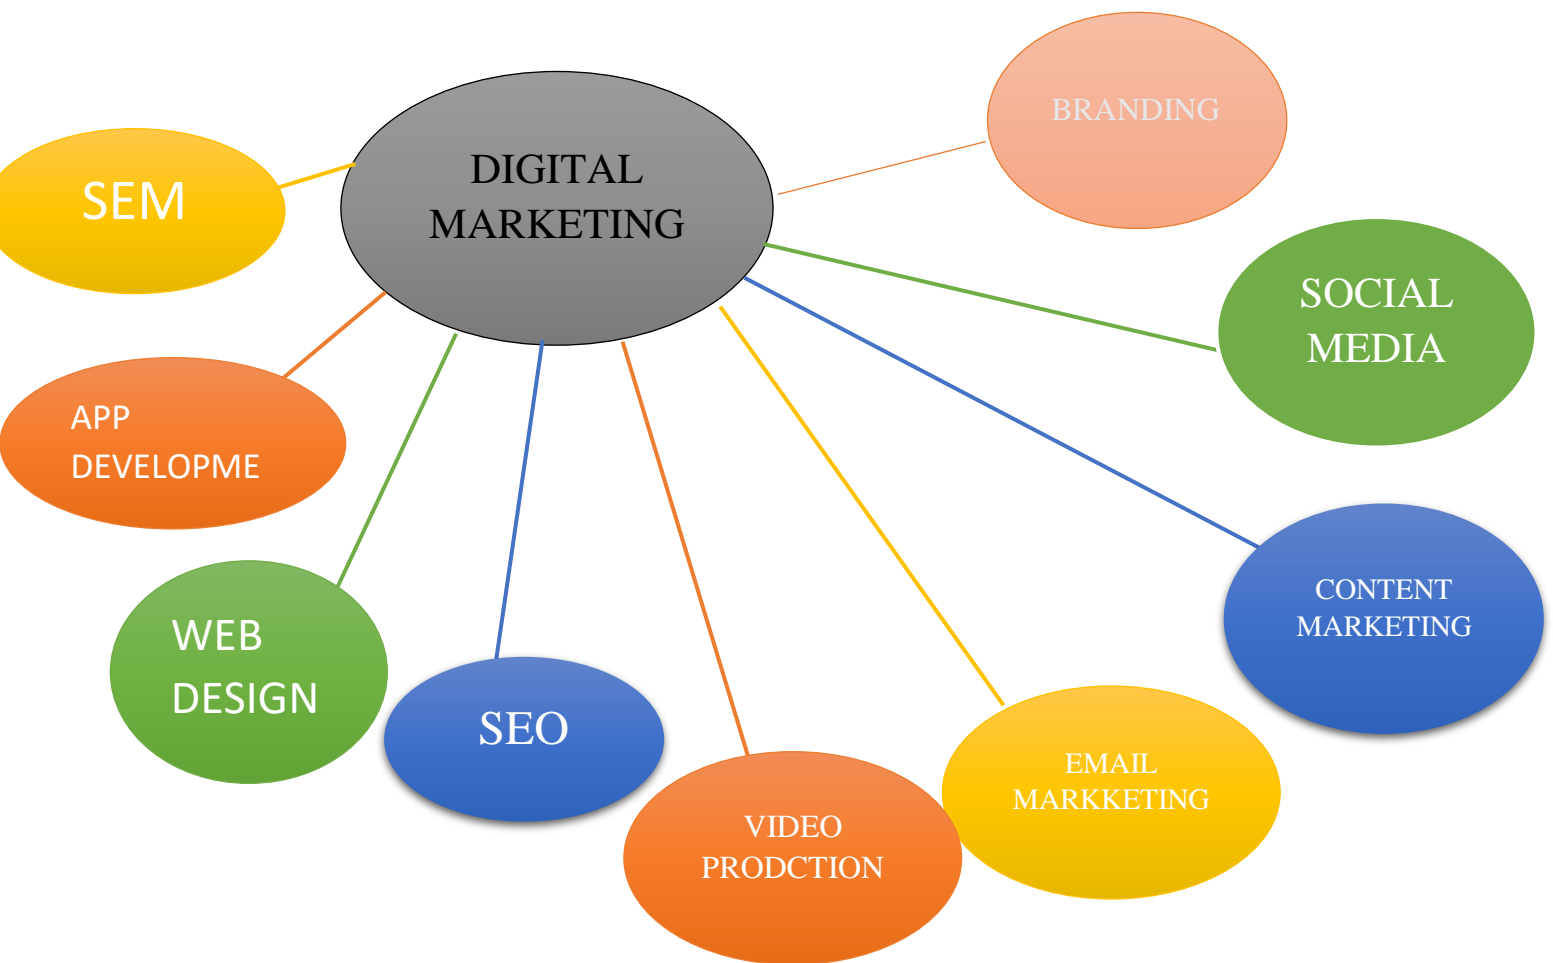 BRANDING
DIGITAL
MARKETING
SEM
SOCIAL
MEDIA
APP
DEVELOPME
WEB
DESIGN
CONTENT
MARKETING
SEO
EMAIL
MARKKETING
VIDEO
PRODCTION